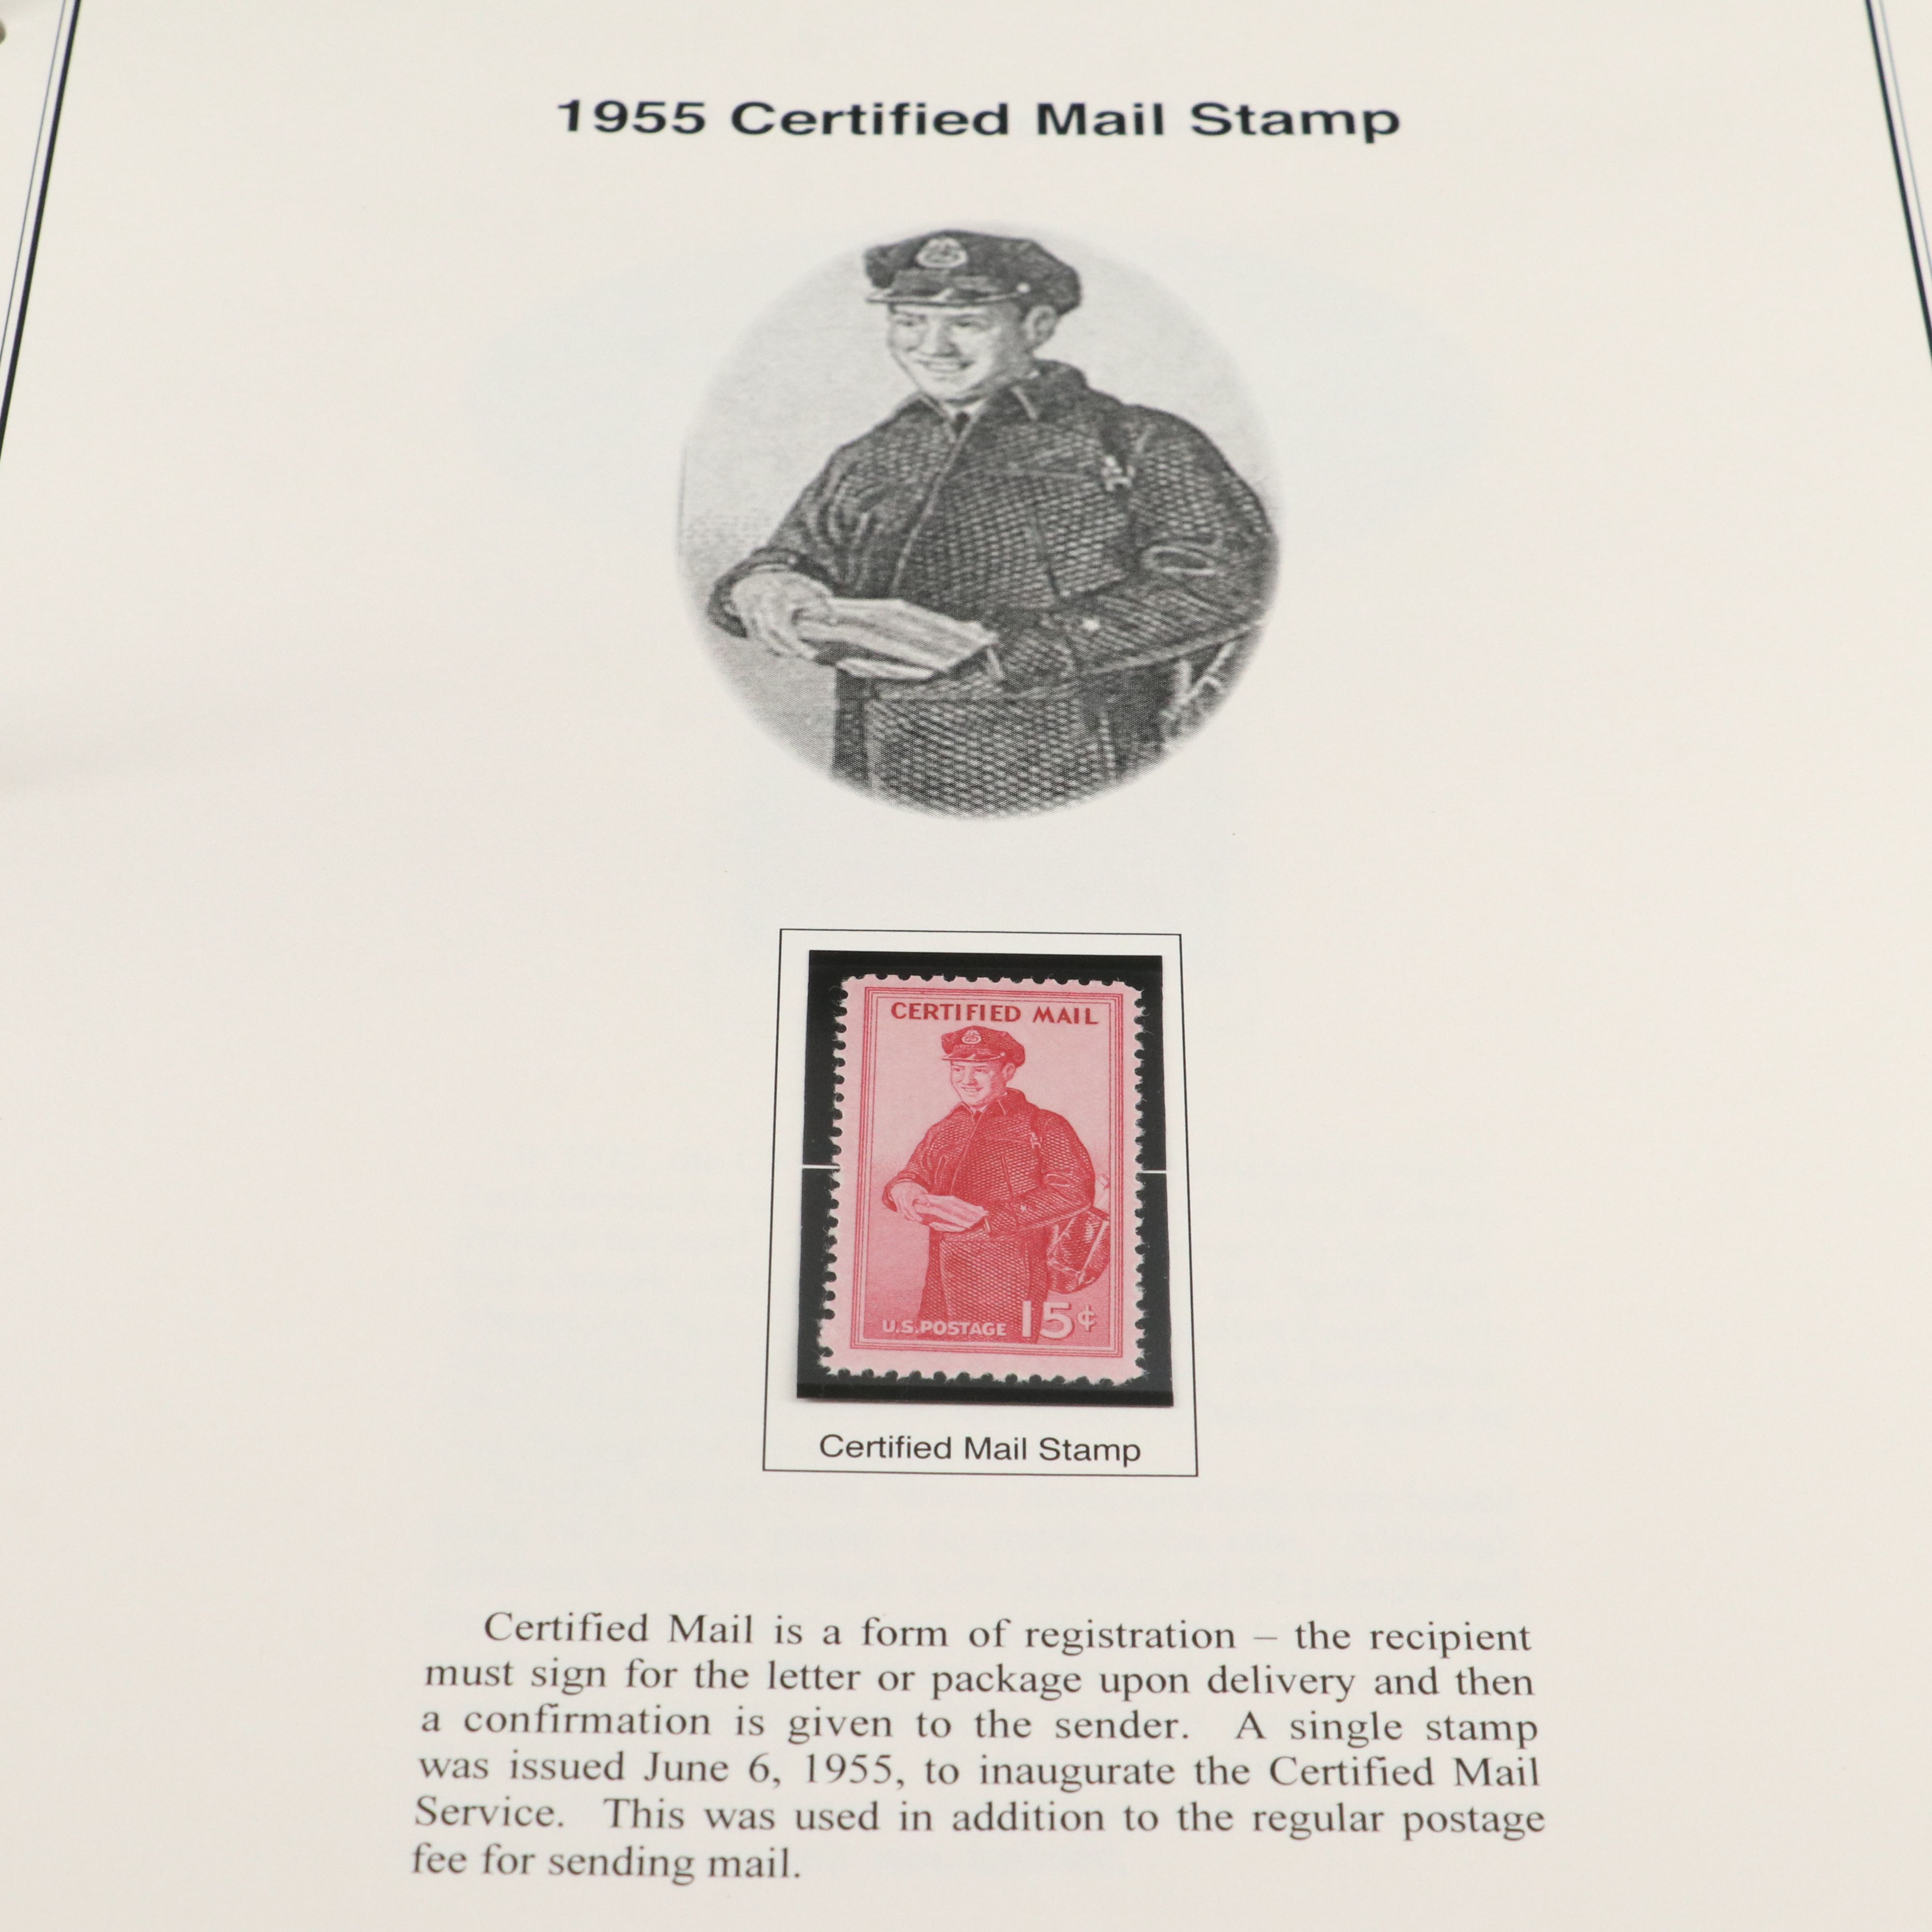 1955 Certified Mail Stamp
CERTIFIED MAIL
U.S.POSTAGE 15¢
Certified Mail Stamp
Certified Mail is a form of registration – the recipient
must sign for the letter or package upon delivery and then
a confirmation is given to the sender. A single stamp
was issued June 6, 1955, to inaugurate the Certified Mail
Service. This was used in addition to the regular postage
fee for sending mail.